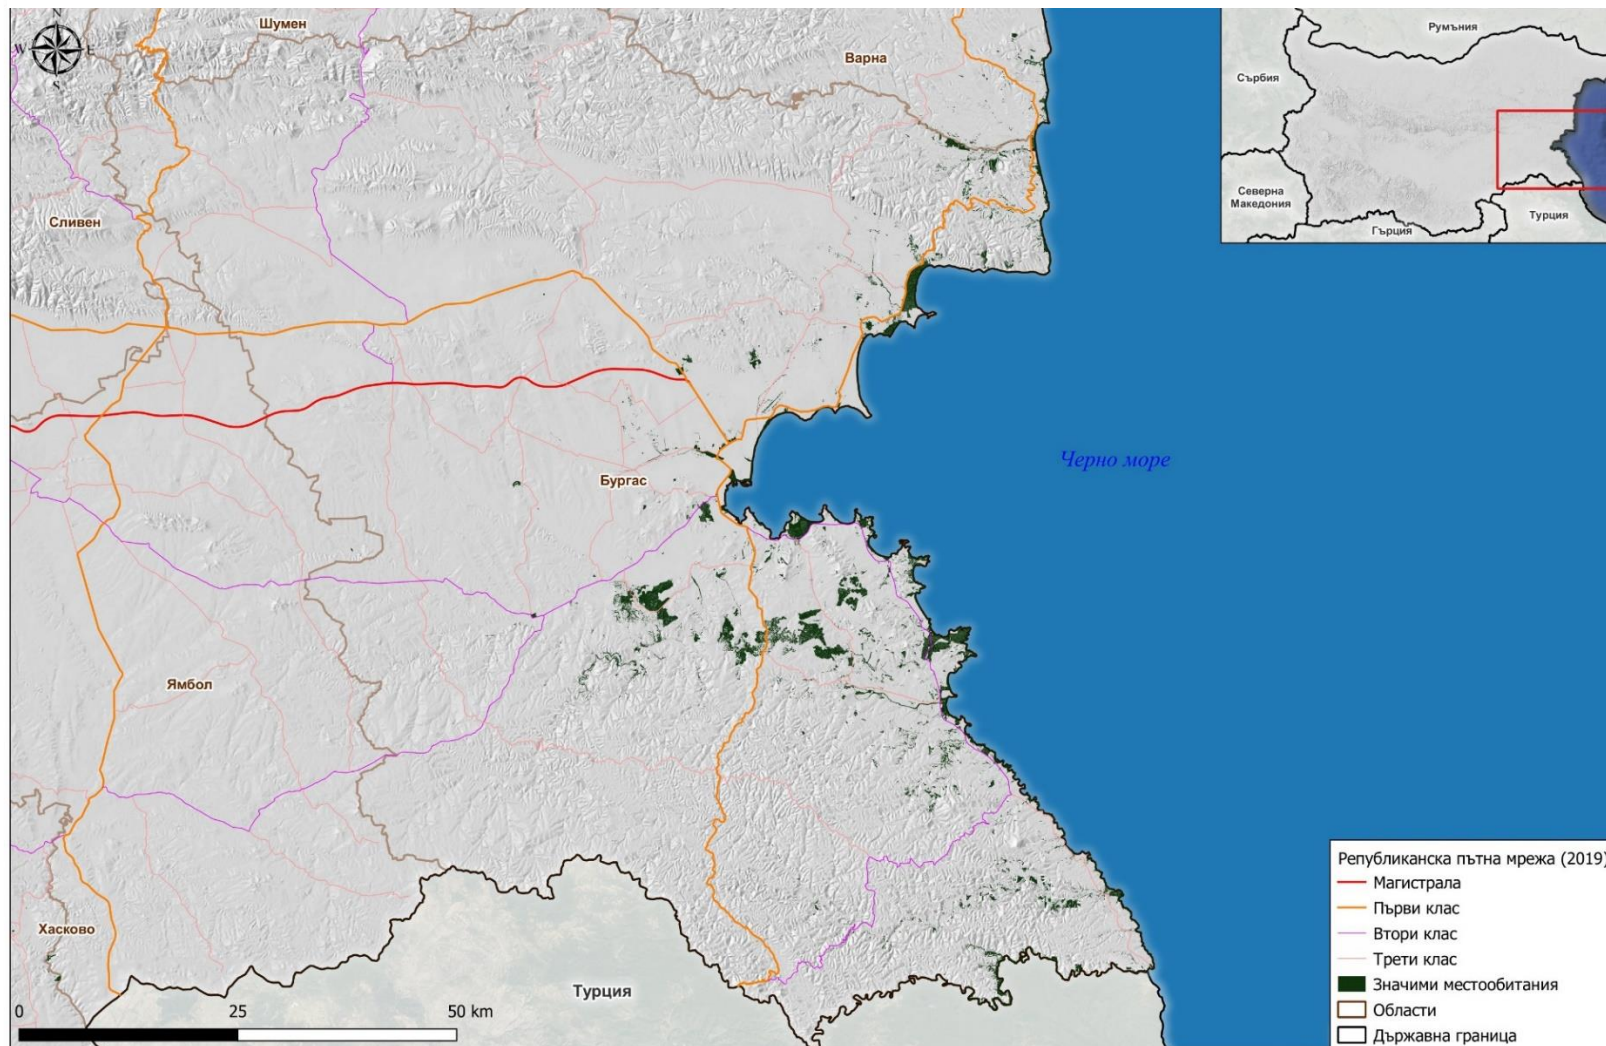 N
W
E
S
Шумен
Варна
Сливен
Бургас
Ямбол
Хасково
Турция
Черно море
Румъния
Сърбия
Северна
Македония
Гърция
Турция
0 25 50 km
Републиканска пътна мрежа (2019)
Магистрала
Първи клас
Втори клас
Трети клас
Значими местообитания
Области
Държавна граница